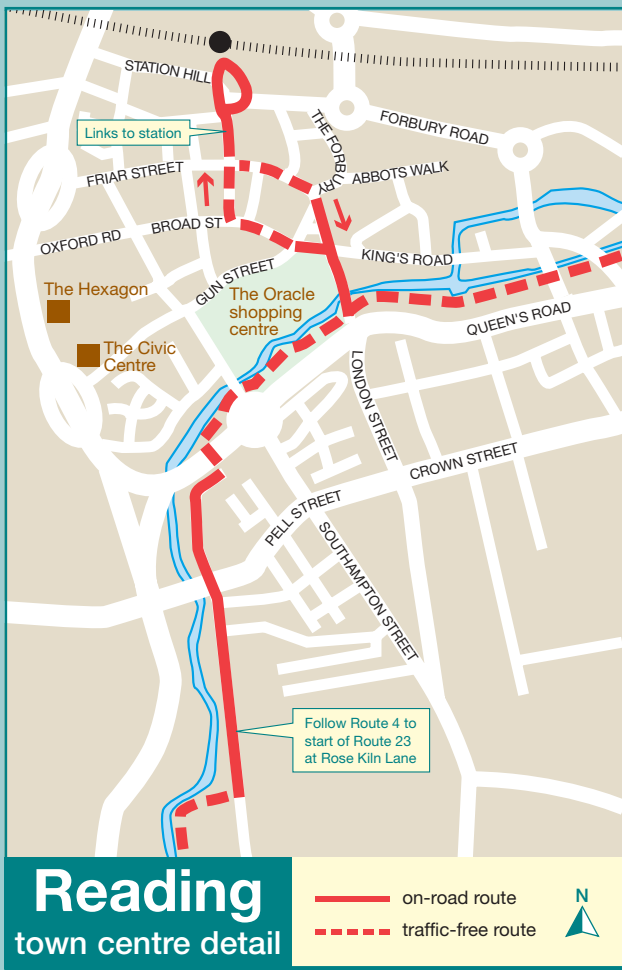 STATION HILL
THE FORBURY
FORBURY ROAD
Links to station
FRIAR STREET
ABBOTS WALK
OXFORD RD
BROAD ST
KING'S ROAD
GUN STREET
The Hexagon
The Oracle
shopping
centre
QUEEN'S ROAD
The Civic
Centre
LONDON STREET
CROWN STREET
PELL STREET
SOUTHAMPTON STREET
Follow Route 4 to
start of Route 23
at Rose Kiln Lane
Reading
town centre detail
on-road route
traffic-free route
N